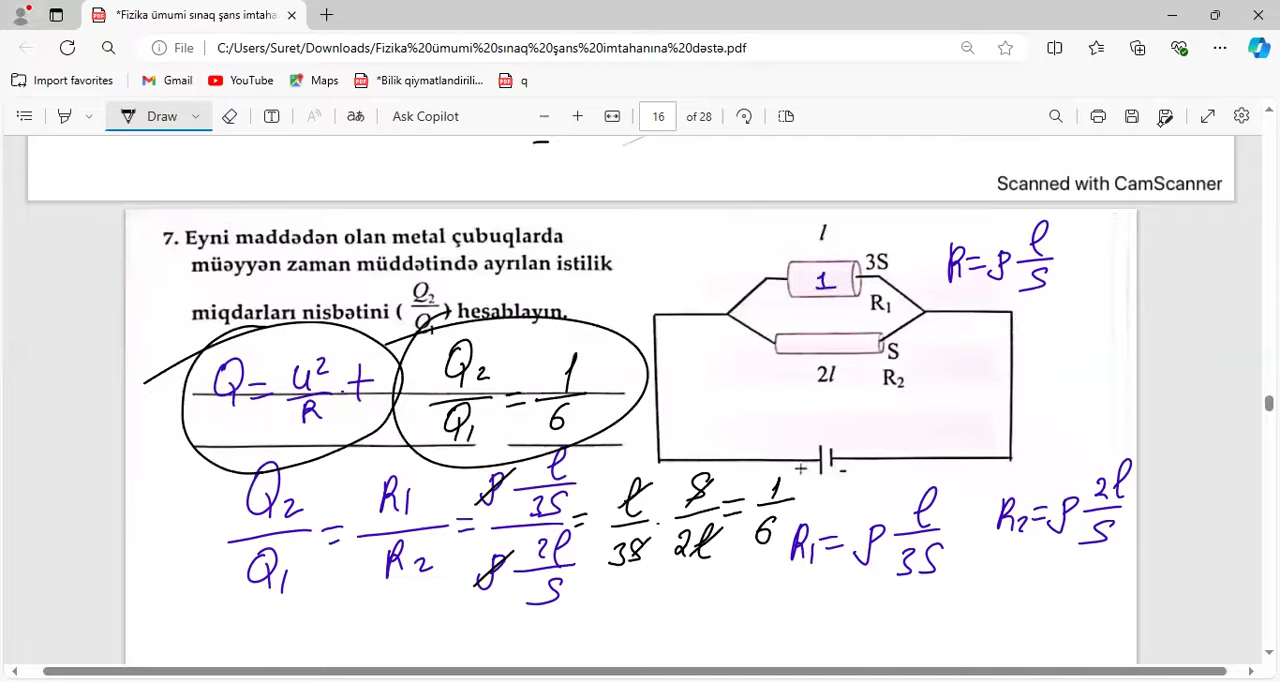 *Fizika ümumi sınaq şans imtaha
File C:/Users/Suret/Downloads/Fizika%20ümumi%20sınaq%20şans%20imtahanına%20dəstə.pdf
Import favorites Gmail YouTube Maps *Bilik qiymatlandirili... q
Draw aあ Ask Copilot 16 of 28
Scanned with CamScanner
7. Eyni maddədən olan metal çubuqlarda
müəyyən zaman müddətində ayrılan istilik
miqdarları nisbətini ( Q₂/Q₁ ) hesablayın.
l
3S
1
R₁
S
2l R₂
+ -
R=ρ l/S
Q= U²/R · t
Q₂/Q₁ = 1/6
Q₂/Q₁ = R₁/R₂ = ρ l/3S / ρ 2l/S = l/3S · S/2l = 1/6
R₁= ρ l/3S
R₂= ρ 2l/S